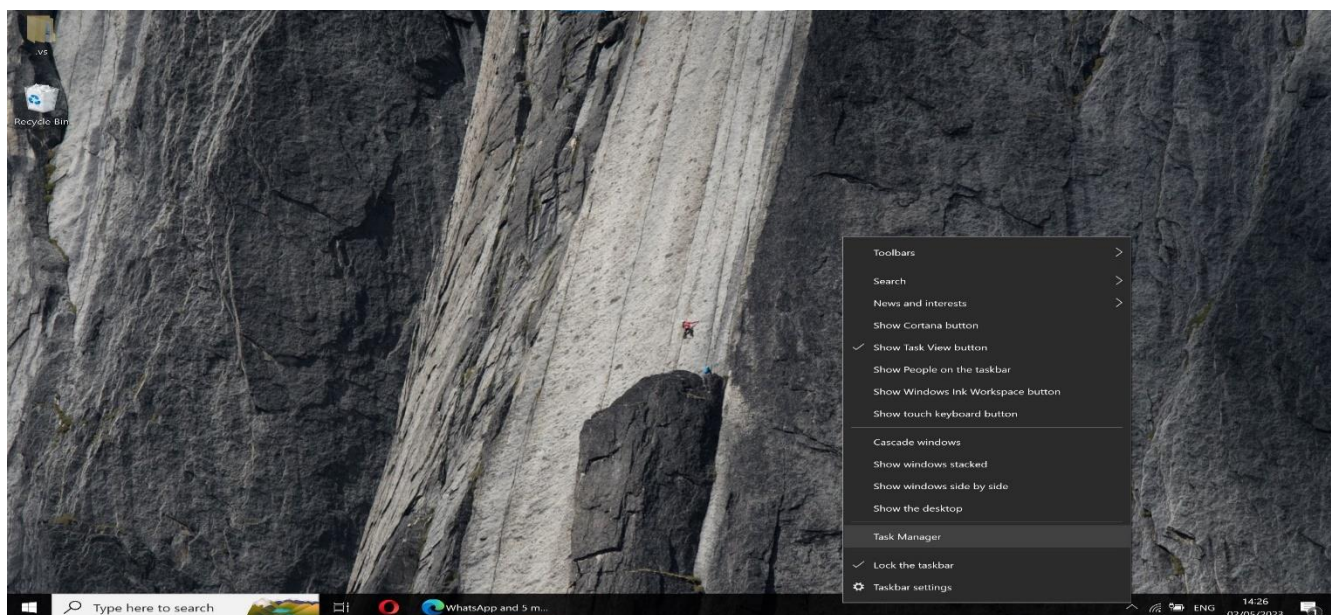 .vs
Recycle Bin
Toolbars
Search
News and interests
Show Cortana button
Show Task View button
Show People on the taskbar
Show Windows Ink Workspace button
Show touch keyboard button
Cascade windows
Show windows stacked
Show windows side by side
Show the desktop
Task Manager
Lock the taskbar
Taskbar settings
Type here to search
WhatsApp and 5 m...
ENG
14:26
02/05/2023